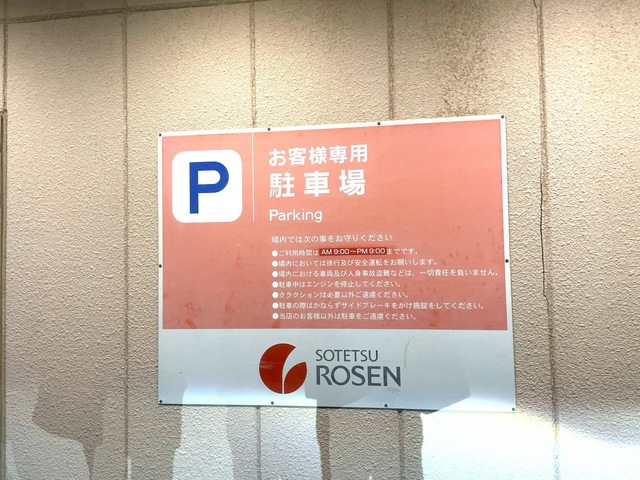 P
お客様専用
駐車場
Parking
場内では次の事をお守りください
●ご利用時間は AM 9:00～PM 9:00 までです。
●場内においては徐行及び安全運転をお願いします。
●場内における車両及び人身事故盗難などは、一切責任を負いません。
●駐車中はエンジンを停止してください。
●クラクションは必要以外ご遠慮ください。
●駐車の際はかならずサイドブレーキをかけ施錠をしてください。
●当店のお客様以外は駐車をご遠慮ください。
SOTETSU
ROSEN